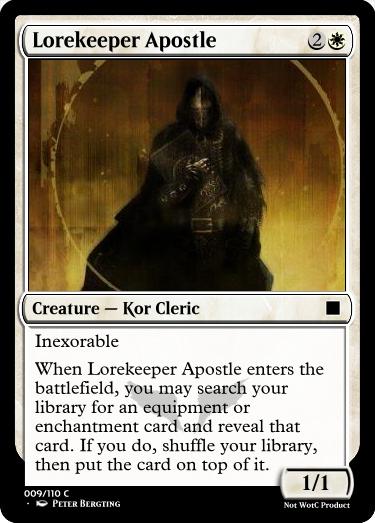 Lorekeeper Apostle 2
Creature — Kor Cleric
Inexorable
When Lorekeeper Apostle enters the
battlefield, you may search your
library for an equipment or
enchantment card and reveal that
card. If you do, shuffle your library,
then put the card on top of it.
1/1
009/110 C
Peter Bergting
Not WotC Product